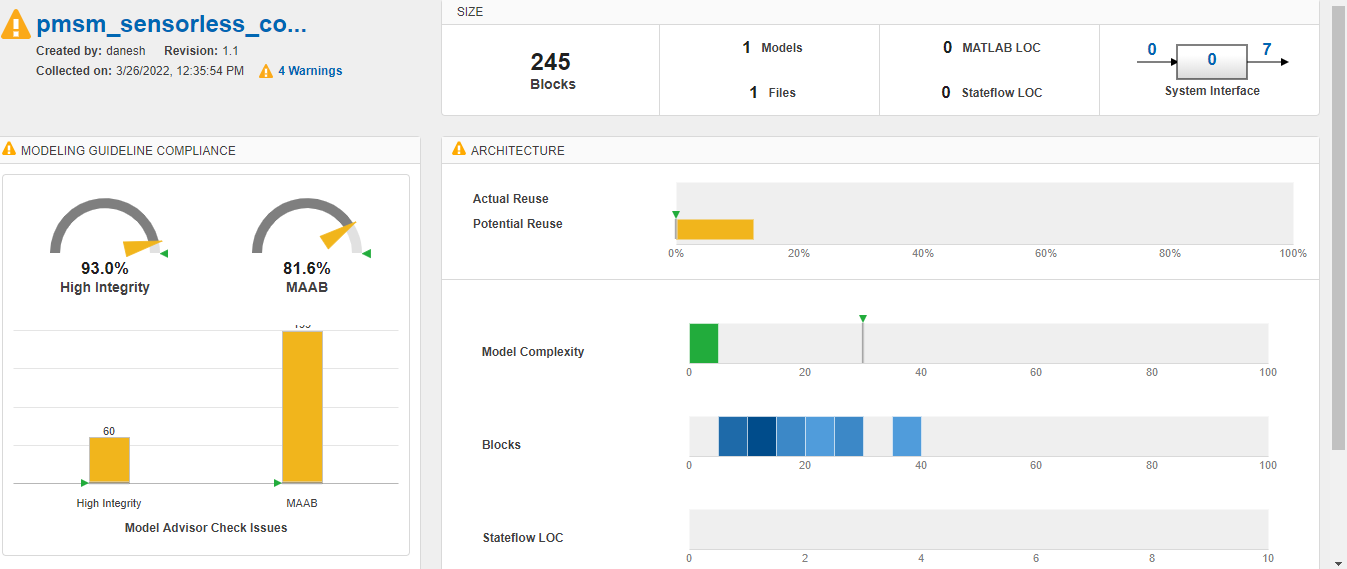 pmsm_sensorless_co...
Created by: danesh Revision: 1.1
Collected on: 3/26/2022, 12:35:54 PM 4 Warnings
SIZE
245
Blocks
1 Models
1 Files
0 MATLAB LOC
0 Stateflow LOC
0 0 7
System Interface
MODELING GUIDELINE COMPLIANCE
93.0%
High Integrity
81.6%
MAAB
60
High Integrity MAAB
Model Advisor Check Issues
ARCHITECTURE
Actual Reuse
Potential Reuse
0% 20% 40% 60% 80% 100%
Model Complexity
0 20 40 60 80 100
Blocks
0 20 40 60 80 100
Stateflow LOC
0 2 4 6 8 10